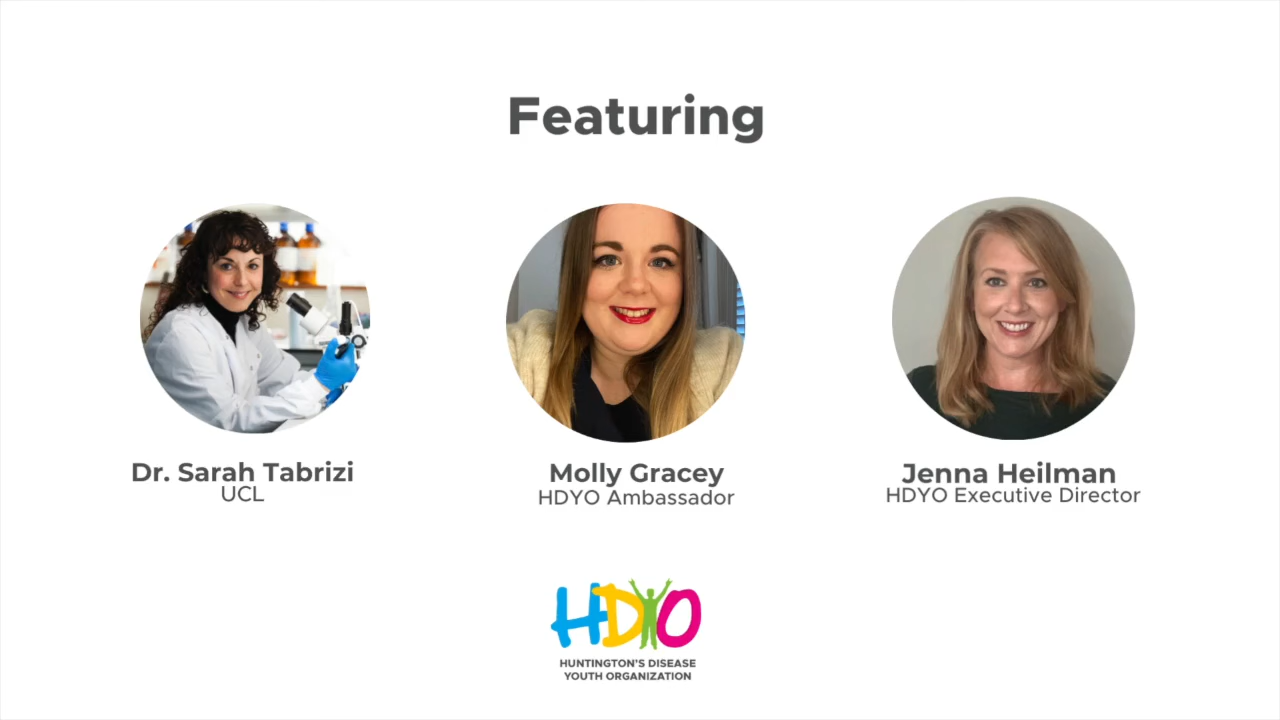 Featuring
Dr. Sarah Tabrizi
UCL
Molly Gracey
HDYO Ambassador
Jenna Heilman
HDYO Executive Director
HDYO
HUNTINGTON'S DISEASE
YOUTH ORGANIZATION